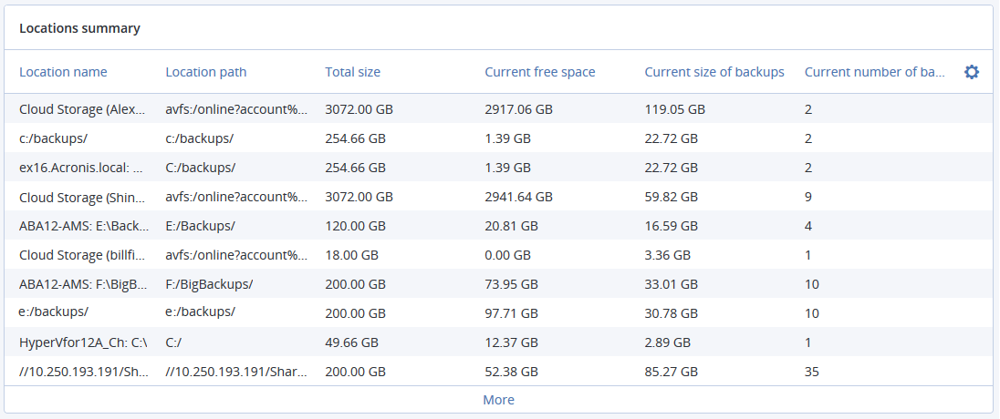 Locations summary
Location name Location path Total size Current free space Current size of backups Current number of ba...
Cloud Storage (Alex... avfs:/online?account%... 3072.00 GB 2917.06 GB 119.05 GB 2
c:/backups/ c:/backups/ 254.66 GB 1.39 GB 22.72 GB 2
ex16.Acronis.local: ... C:/backups/ 254.66 GB 1.39 GB 22.72 GB 2
Cloud Storage (Shin... avfs:/online?account%... 3072.00 GB 2941.64 GB 59.82 GB 9
ABA12-AMS: E:\Back... E:/Backups/ 120.00 GB 20.81 GB 16.59 GB 4
Cloud Storage (billfi... avfs:/online?account%... 18.00 GB 0.00 GB 3.36 GB 1
ABA12-AMS: F:\BigB... F:/BigBackups/ 200.00 GB 73.95 GB 33.01 GB 10
e:/backups/ e:/backups/ 200.00 GB 97.71 GB 30.78 GB 10
HyperVfor12A_Ch: C:\ C:/ 49.66 GB 12.37 GB 2.89 GB 1
//10.250.193.191/Sh... //10.250.193.191/Shar... 200.00 GB 52.38 GB 85.27 GB 35
More